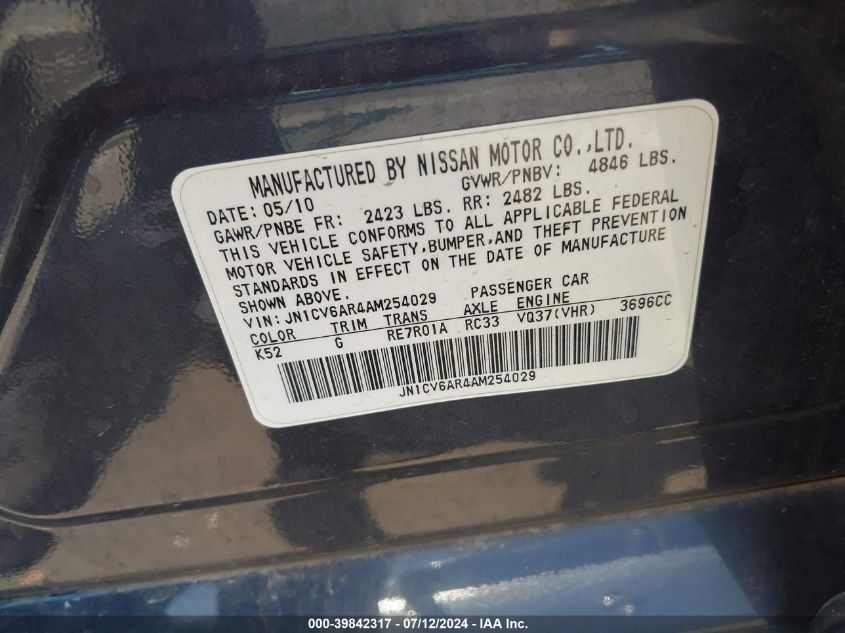 MANUFACTURED BY NISSAN MOTOR CO.,LTD.
DATE: 05/10 GVWR/PNBV: 4846 LBS.
GAWR/PNBE FR: 2423 LBS. RR: 2482 LBS.
THIS VEHICLE CONFORMS TO ALL APPLICABLE FEDERAL
MOTOR VEHICLE SAFETY,BUMPER,AND THEFT PREVENTION
STANDARDS IN EFFECT ON THE DATE OF MANUFACTURE
SHOWN ABOVE.
VIN: JN1CV6AR4AM254029 PASSENGER CAR
COLOR TRIM TRANS AXLE ENGINE
K52 G RE7R01A RC33 VQ37(VHR) 3696CC
JN1CV6AR4AM254029
000-39842317 - 07/12/2024 - IAA Inc.